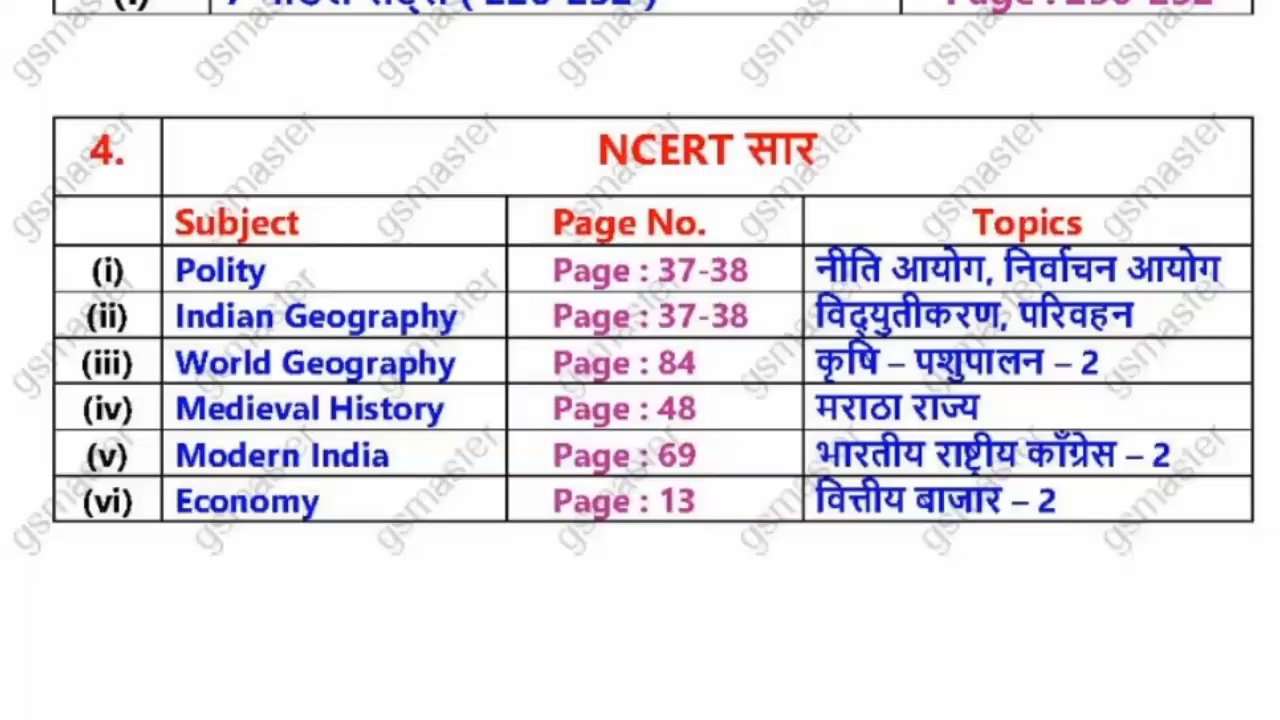 4. NCERT सार
Subject Page No. Topics
(i) Polity Page : 37-38 नीति आयोग, निर्वाचन आयोग
(ii) Indian Geography Page : 37-38 विद्युतीकरण, परिवहन
(iii) World Geography Page : 84 कृषि – पशुपालन – 2
(iv) Medieval History Page : 48 मराठा राज्य
(v) Modern India Page : 69 भारतीय राष्ट्रीय काँग्रेस – 2
(vi) Economy Page : 13 वित्तीय बाजार – 2
gsmaster